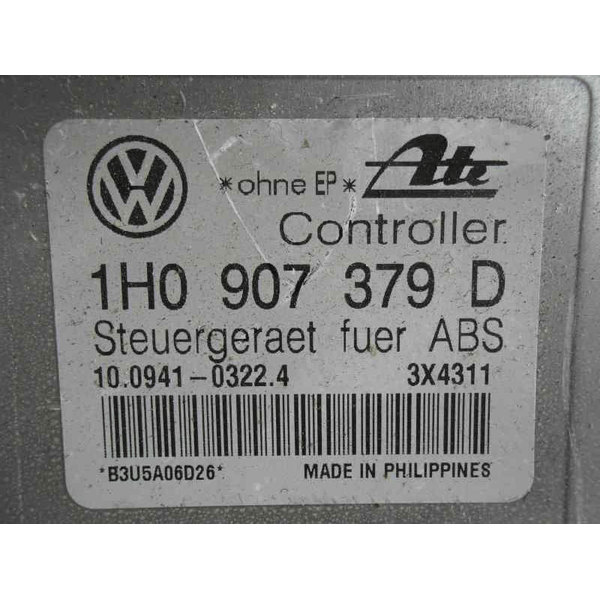 VW *ohne EP* Ate
Controller
1H0 907 379 D
Steuergeraet fuer ABS
10.0941-0322.4 3X4311
*B3U5A06D26* MADE IN PHILIPPINES